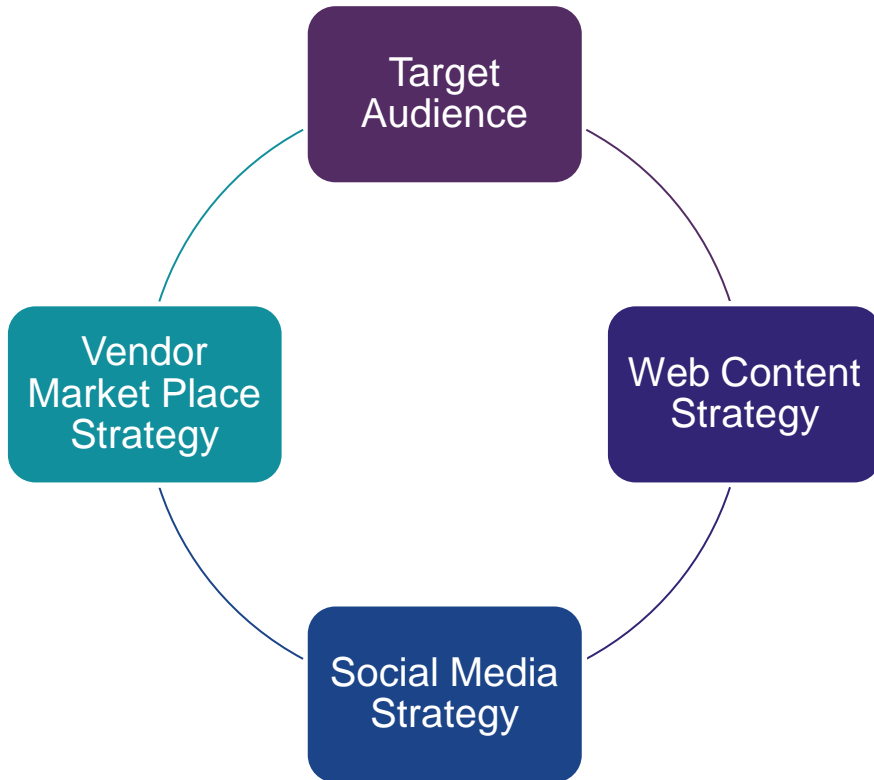 Target
Audience
Web Content
Strategy
Social Media
Strategy
Vendor
Market Place
Strategy